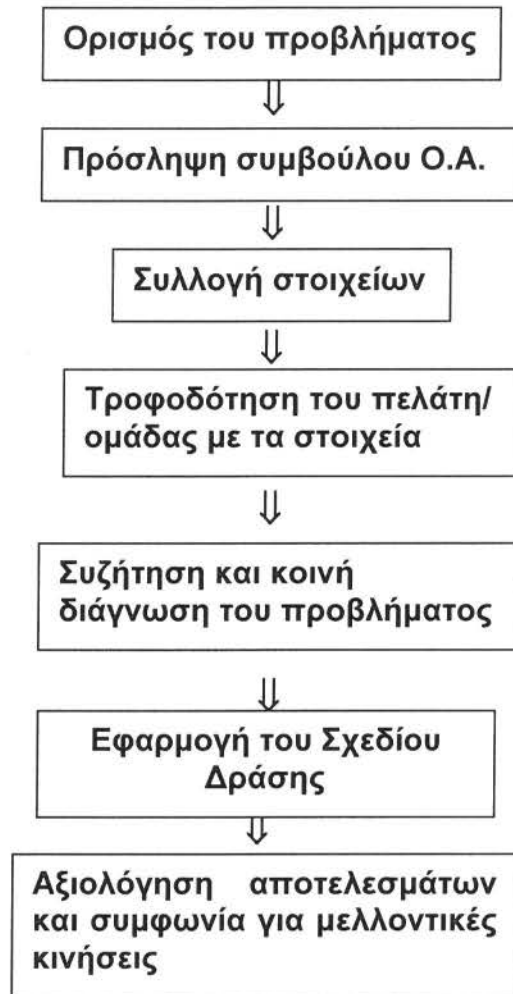 Ορισμός του προβλήματος
Πρόσληψη συμβούλου Ο.Α.
Συλλογή στοιχείων
Τροφοδότηση του πελάτη/
ομάδας με τα στοιχεία
Συζήτηση και κοινή
διάγνωση του προβλήματος
Εφαρμογή του Σχεδίου
Δράσης
Αξιολόγηση αποτελεσμάτων
και συμφωνία για μελλοντικές
κινήσεις